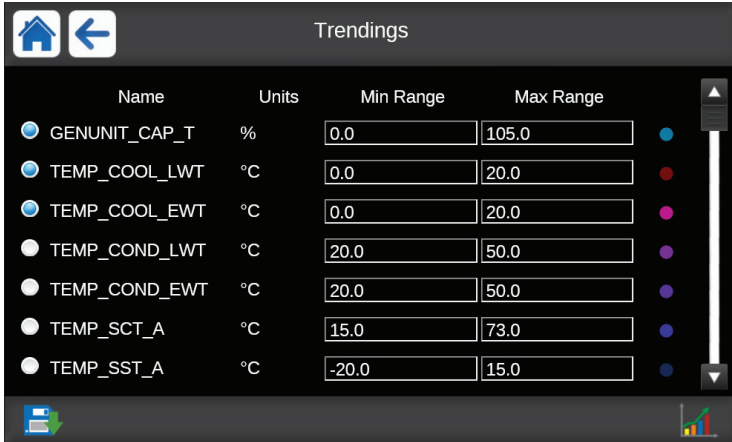 Trendings
Name Units Min Range Max Range
GENUNIT_CAP_T % 0.0 105.0
TEMP_COOL_LWT °C 0.0 20.0
TEMP_COOL_EWT °C 0.0 20.0
TEMP_COND_LWT °C 20.0 50.0
TEMP_COND_EWT °C 20.0 50.0
TEMP_SCT_A °C 15.0 73.0
TEMP_SST_A °C -20.0 15.0